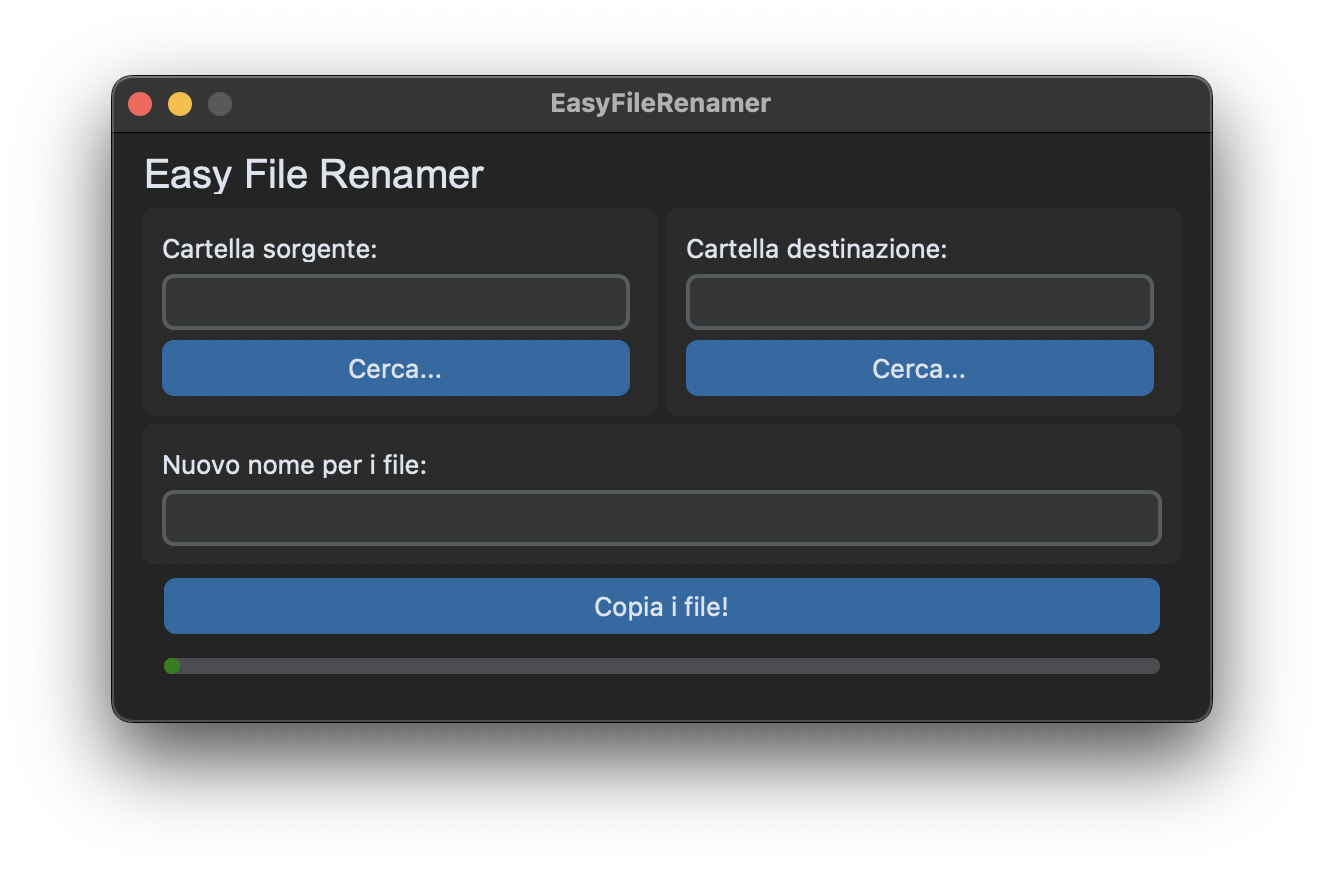 EasyFileRenamer
Easy File Renamer
Cartella sorgente:
Cartella destinazione:
Cerca...
Cerca...
Nuovo nome per i file:
Copia i file!